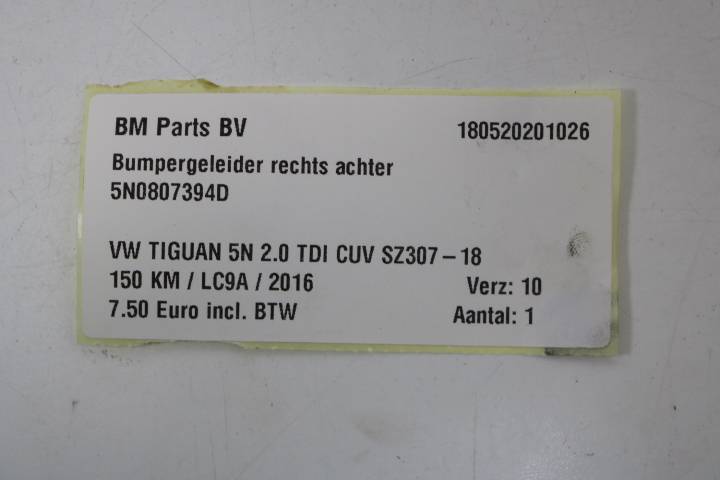 BM Parts BV 180520201026
Bumpergeleider rechts achter
5N0807394D
VW TIGUAN 5N 2.0 TDI CUV SZ307-18
150 KM / LC9A / 2016 Verz: 10
7.50 Euro incl. BTW Aantal: 1